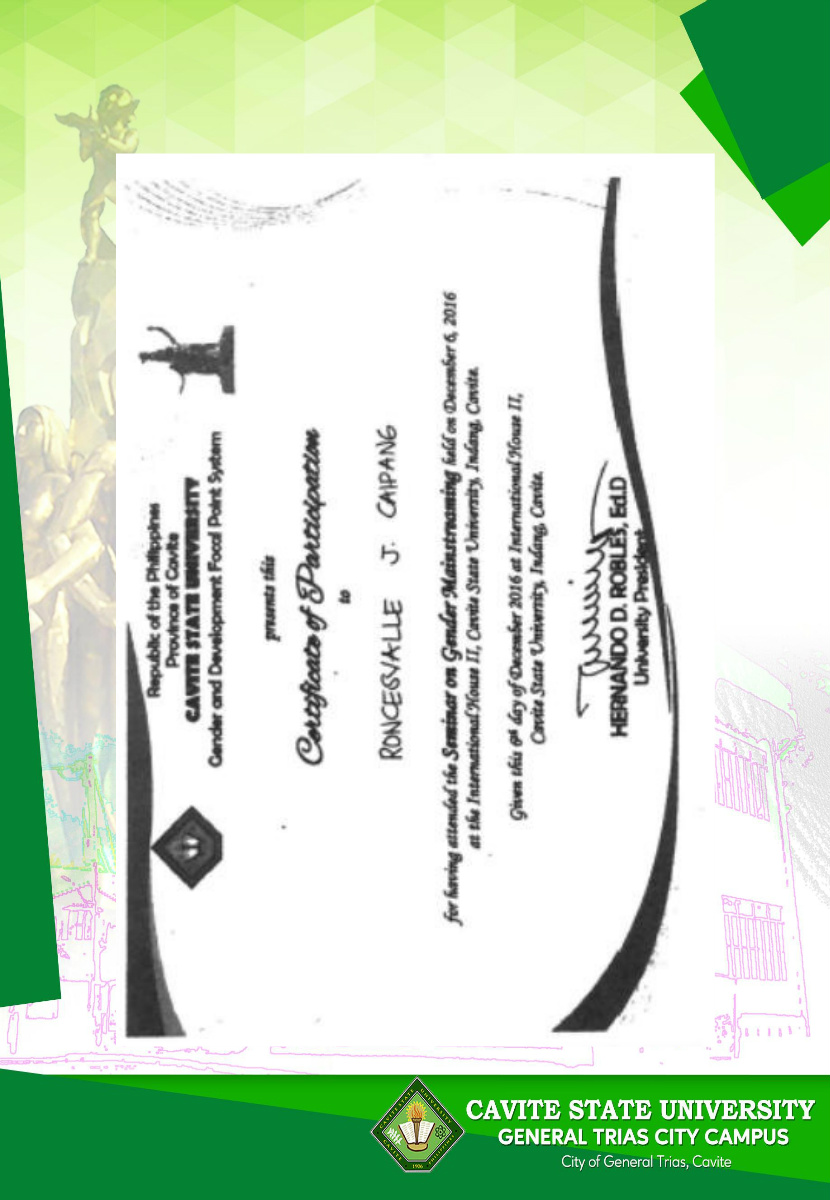 Republic of the Philippines
Province of Cavite
CAVITE STATE UNIVERSITY
Gender and Development Focal Point System
presents this
Certificate of Participation
to
RONCESVALLE J. CAIPANG
for having attended the Seminar on Gender Mainstreaming held on December 6, 2016
at the International House II, Cavite State University, Indang, Cavite.
Given this 6th day of December 2016 at International House II,
Cavite State University, Indang, Cavite.
HERNANDO D. ROBLES, Ed.D
University President
CAVITE STATE UNIVERSITY
GENERAL TRIAS CITY CAMPUS
City of General Trias, Cavite
1906